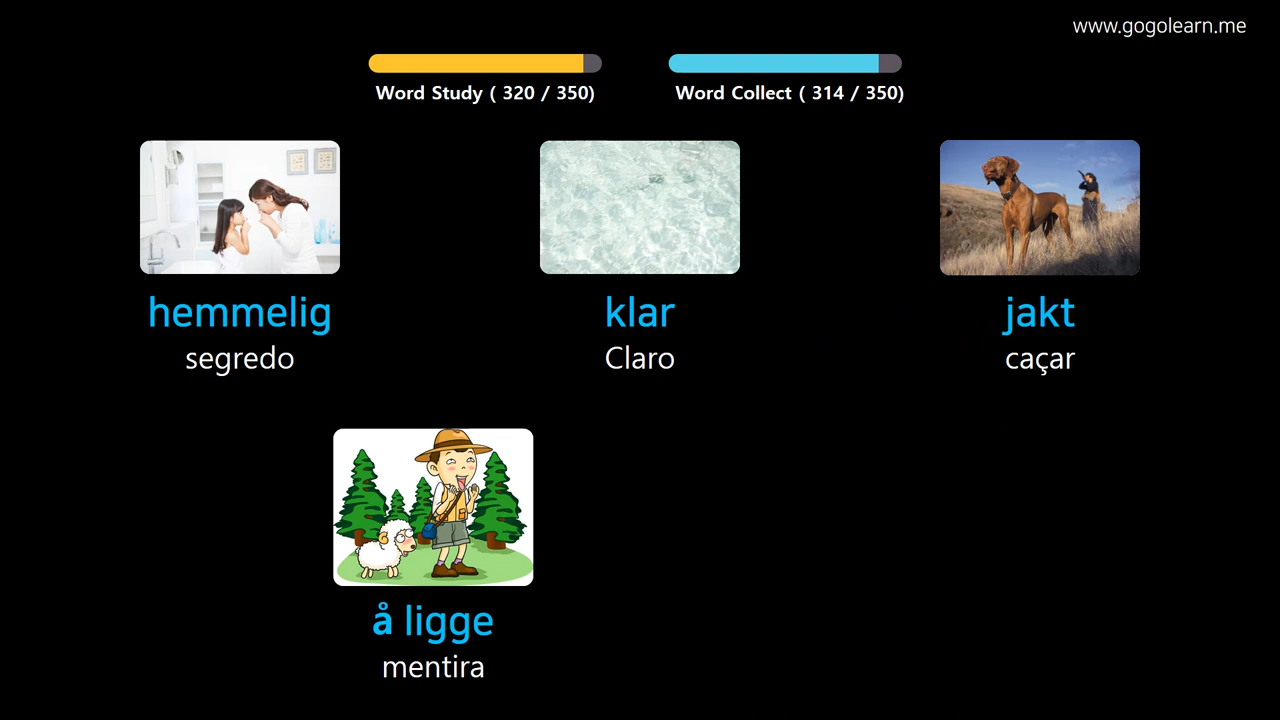 www.gogolearn.me
Word Study ( 320 / 350)
Word Collect ( 314 / 350)
hemmelig
segredo
klar
Claro
jakt
caçar
å ligge
mentira